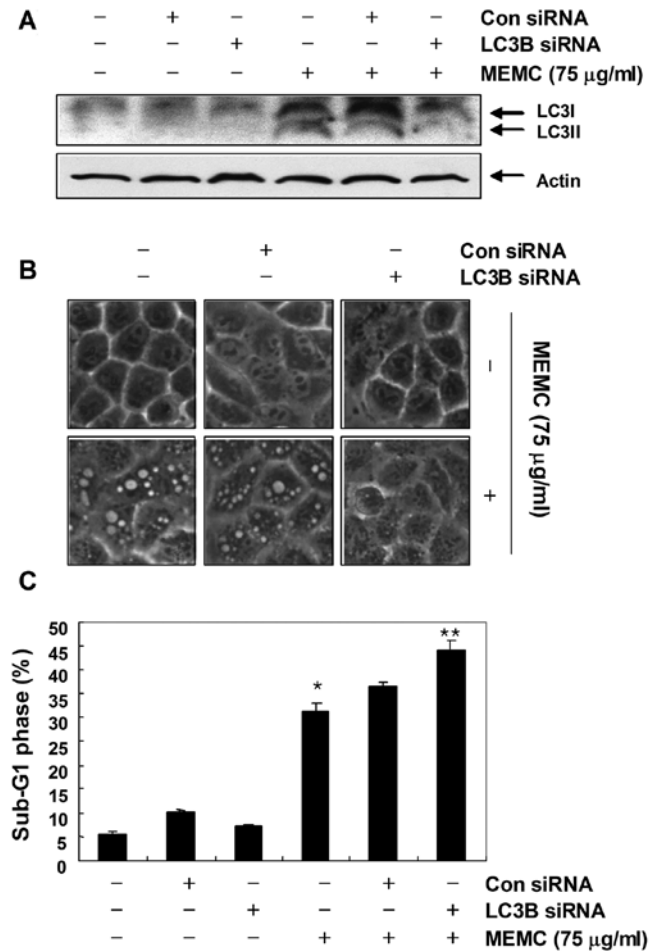 A
– + – – + – Con siRNA
– – + – – + LC3B siRNA
– – – + + + MEMC (75 μg/ml)
LC3I
LC3II
Actin
B
– + – Con siRNA
– – + LC3B siRNA
–
+
MEMC (75 μg/ml)
C
Sub-G1 phase (%)
50
45
40
35
30
25
20
15
10
5
0
*
**
– + – – + – Con siRNA
– – + – – + LC3B siRNA
– – – + + + MEMC (75 μg/ml)